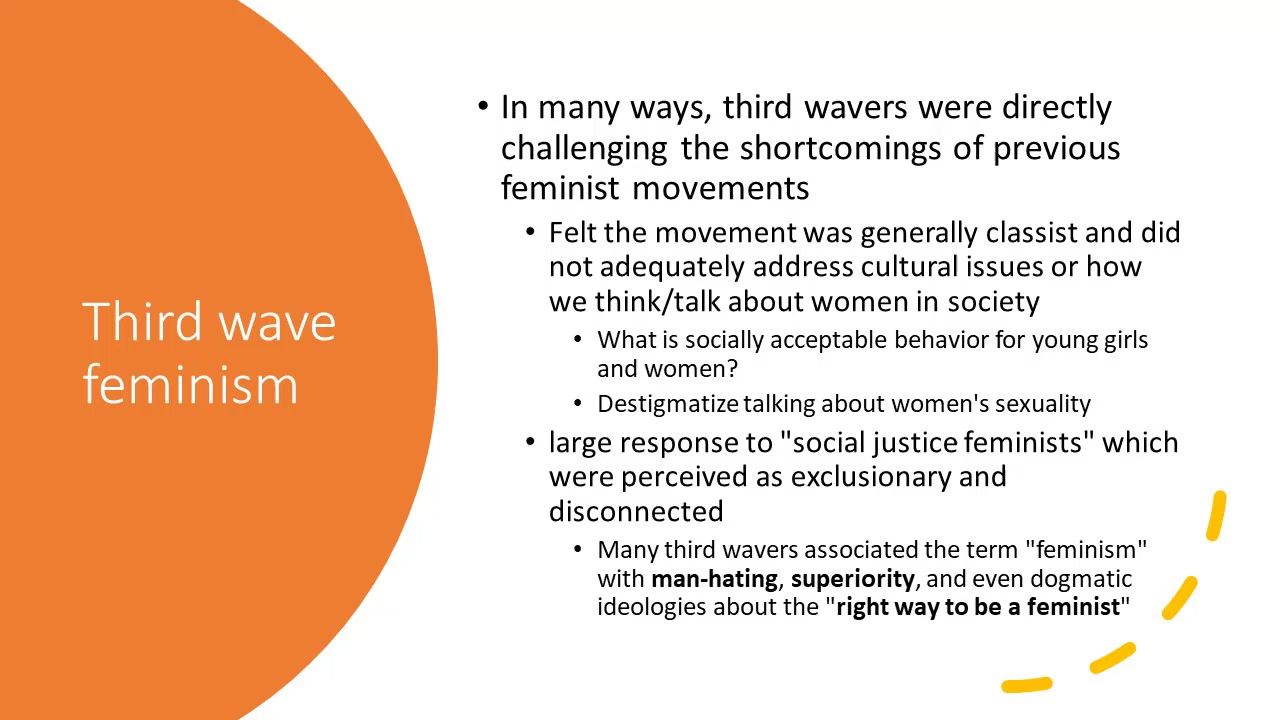 Third wave
feminism
• In many ways, third wavers were directly
challenging the shortcomings of previous
feminist movements
• Felt the movement was generally classist and did
not adequately address cultural issues or how
we think/talk about women in society
• What is socially acceptable behavior for young girls
and women?
• Destigmatize talking about women's sexuality
• large response to "social justice feminists" which
were perceived as exclusionary and
disconnected
• Many third wavers associated the term "feminism"
with man-hating, superiority, and even dogmatic
ideologies about the "right way to be a feminist"